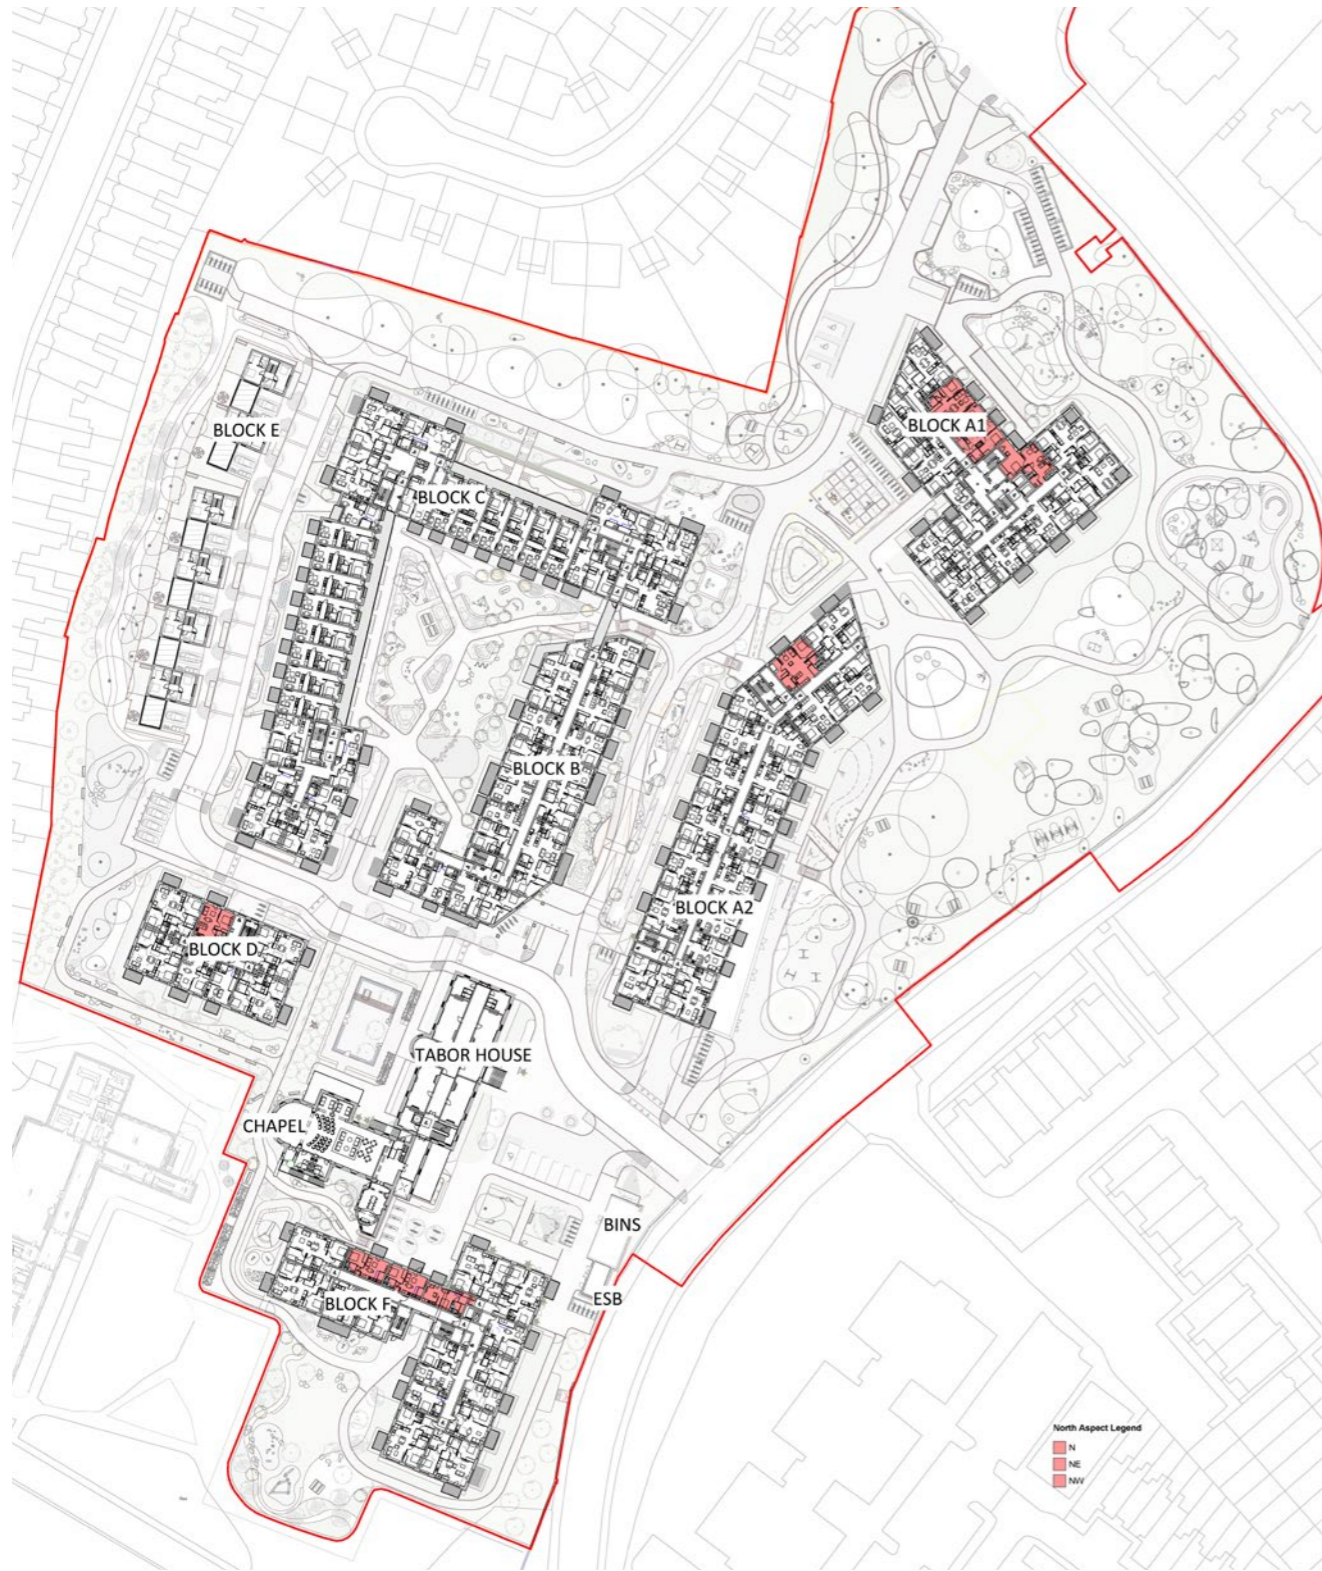 BLOCK A1
BLOCK E
BLOCK C
BLOCK B
BLOCK A2
BLOCK D
TABOR HOUSE
CHAPEL
BINS
ESB
BLOCK F
North Aspect Legend
N
NE
NW